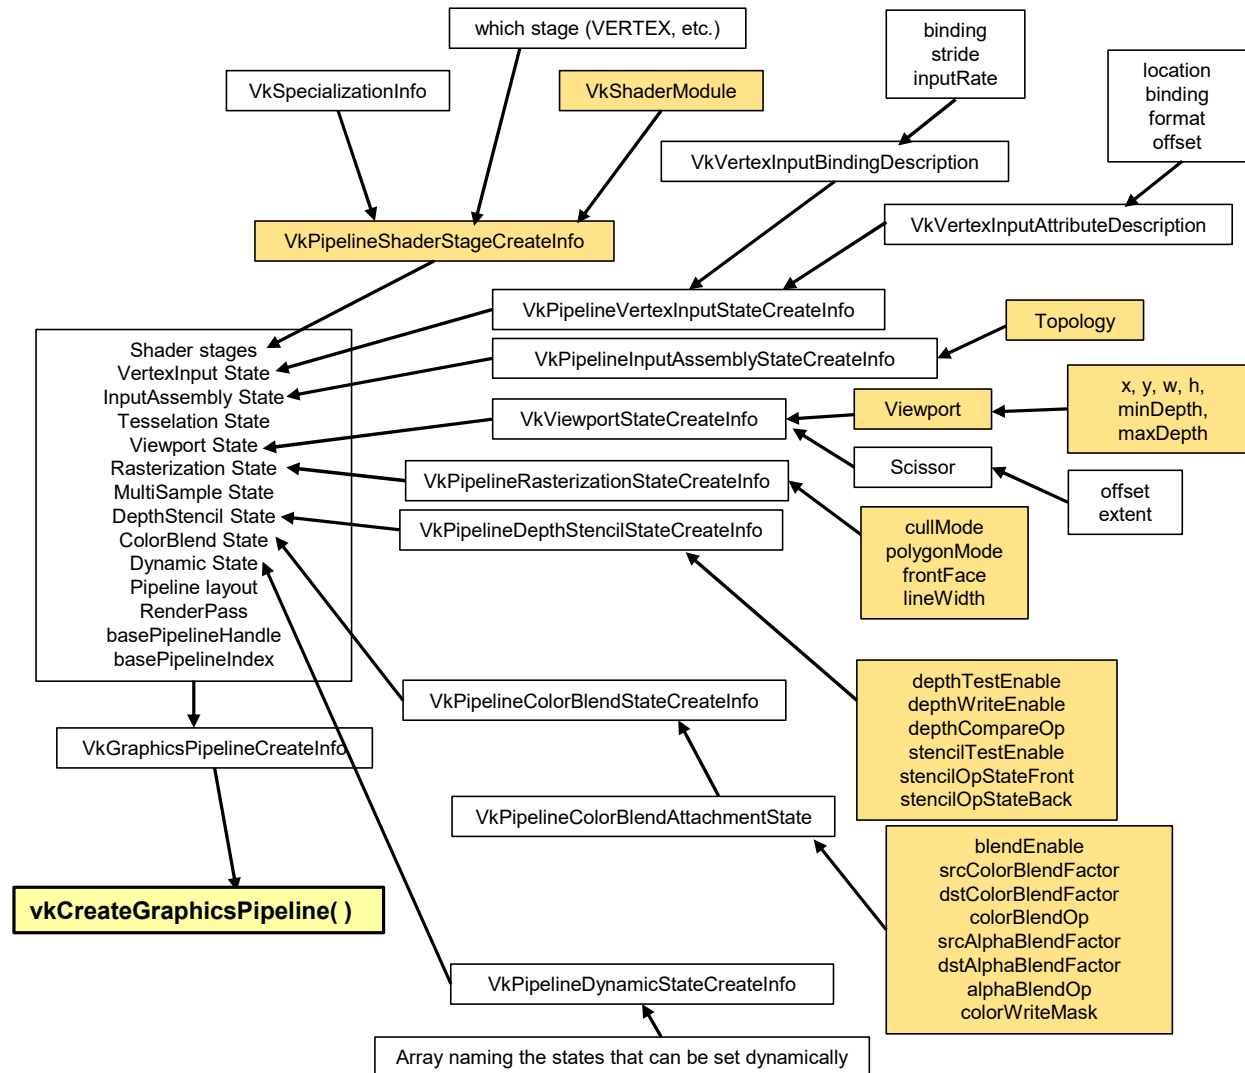 which stage (VERTEX, etc.)
binding
stride
inputRate
location
binding
format
offset
VkSpecializationInfo
VkShaderModule
VkVertexInputBindingDescription
VkVertexInputAttributeDescription
VkPipelineShaderStageCreateInfo
VkPipelineVertexInputStateCreateInfo
Topology
VkPipelineInputAssemblyStateCreateInfo
Shader stages
VertexInput State
InputAssembly State
Tesselation State
Viewport State
Rasterization State
MultiSample State
DepthStencil State
ColorBlend State
Dynamic State
Pipeline layout
RenderPass
basePipelineHandle
basePipelineIndex
VkViewportStateCreateInfo
Viewport
x, y, w, h,
minDepth,
maxDepth
Scissor
offset
extent
VkPipelineRasterizationStateCreateInfo
cullMode
polygonMode
frontFace
lineWidth
VkPipelineDepthStencilStateCreateInfo
depthTestEnable
depthWriteEnable
depthCompareOp
stencilTestEnable
stencilOpStateFront
stencilOpStateBack
VkPipelineColorBlendStateCreateInfo
VkGraphicsPipelineCreateInfo
VkPipelineColorBlendAttachmentState
blendEnable
srcColorBlendFactor
dstColorBlendFactor
colorBlendOp
srcAlphaBlendFactor
dstAlphaBlendFactor
alphaBlendOp
colorWriteMask
vkCreateGraphicsPipeline( )
VkPipelineDynamicStateCreateInfo
Array naming the states that can be set dynamically